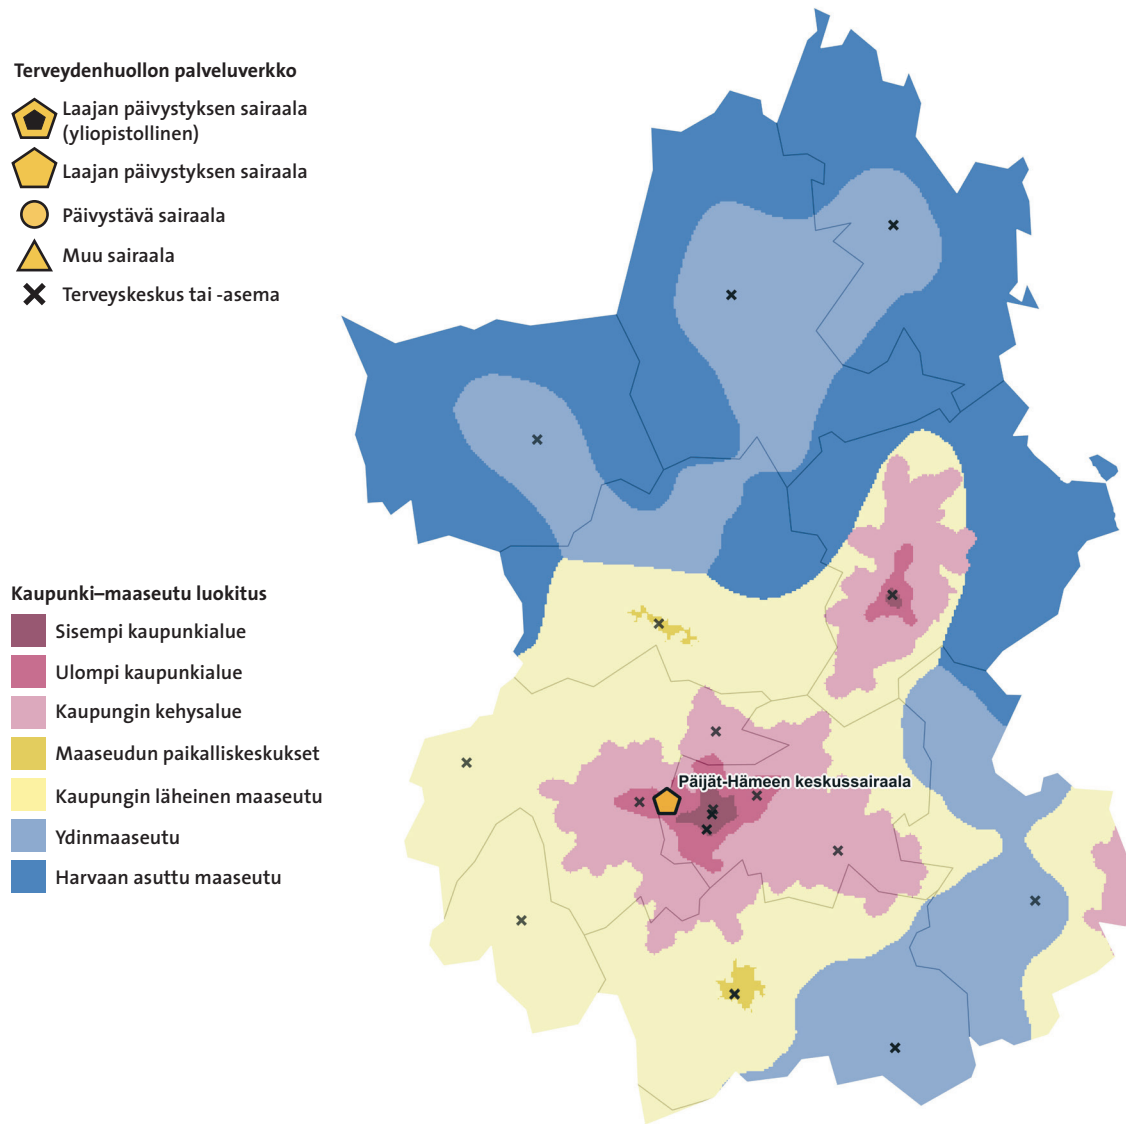 Terveydenhuollon palveluverkko
Laajan päivystyksen sairaala
(yliopistollinen)
Laajan päivystyksen sairaala
Päivystävä sairaala
Muu sairaala
Terveyskeskus tai -asema
Kaupunki–maaseutu luokitus
Sisempi kaupunkialue
Ulompi kaupunkialue
Kaupungin kehysalue
Maaseudun paikalliskeskukset
Kaupungin läheinen maaseutu
Ydinmaaseutu
Harvaan asuttu maaseutu
Päijät-Hämeen keskussairaala